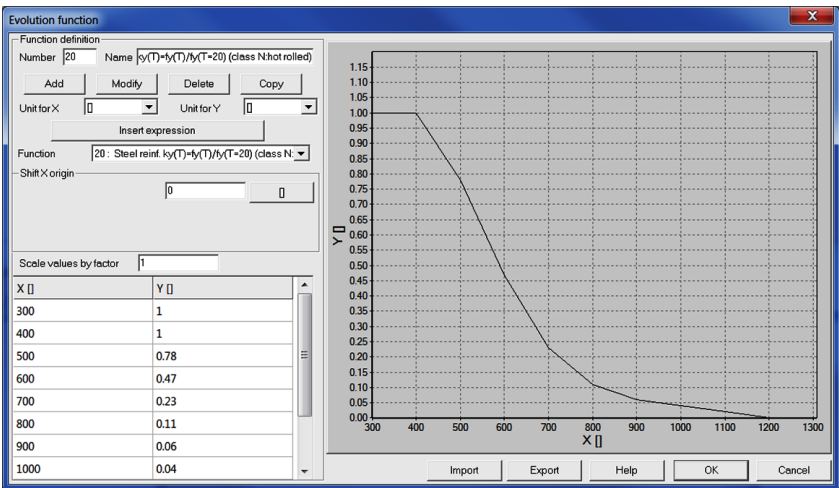 Evolution function
Function definition
Number 20 Name ky(T)=fy(T)/fy(T=20) (class N:hot rolled)
Add Modify Delete Copy
Unit for X [] Unit for Y []
Insert expression
Function 20 : Steel reinf. ky(T)=fy(T)/fy(T=20) (class N:
Shift X origin
0 []
Scale values by factor 1
X [] Y []
300 1
400 1
500 0.78
600 0.47
700 0.23
800 0.11
900 0.06
1000 0.04
1.15
1.10
1.05
1.00
0.95
0.90
0.85
0.80
0.75
0.70
0.65
0.60
0.55
0.50
0.45
0.40
0.35
0.30
0.25
0.20
0.15
0.10
0.05
0.00
Y []
300 400 500 600 700 800 900 1000 1100 1200 1300
X []
Import Export Help OK Cancel